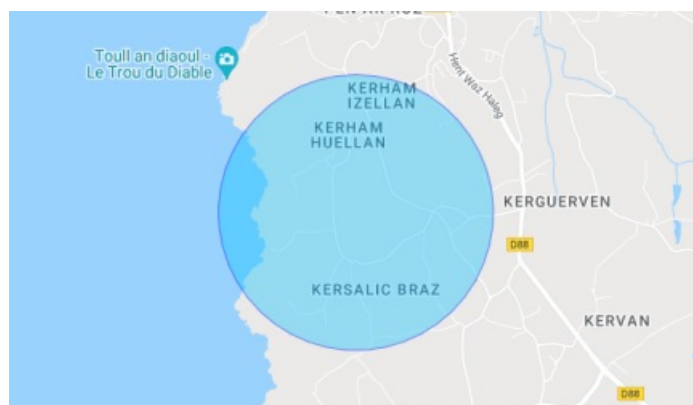 Toull an diaoul -
Le Trou du Diable
Hent Waz Haleg
KERHAM
IZELLAN
KERHAM
HUELLAN
KERGUERVEN
D88
KERSALIC BRAZ
KERVAN
D88